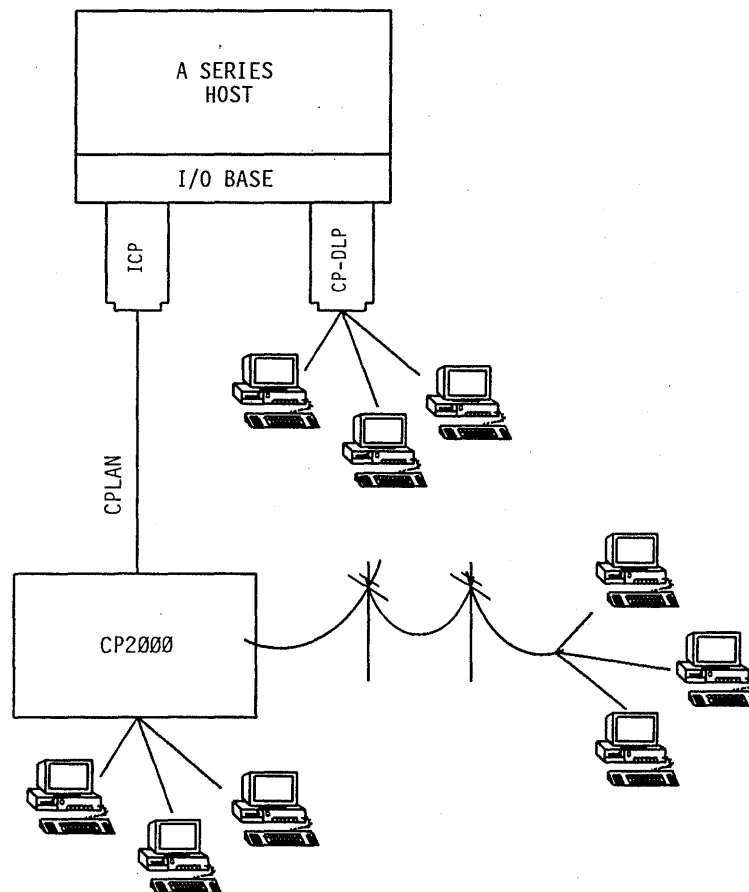 A SERIES
HOST
I/O BASE
ICP
CP-DLP
CPLAN
CP2000